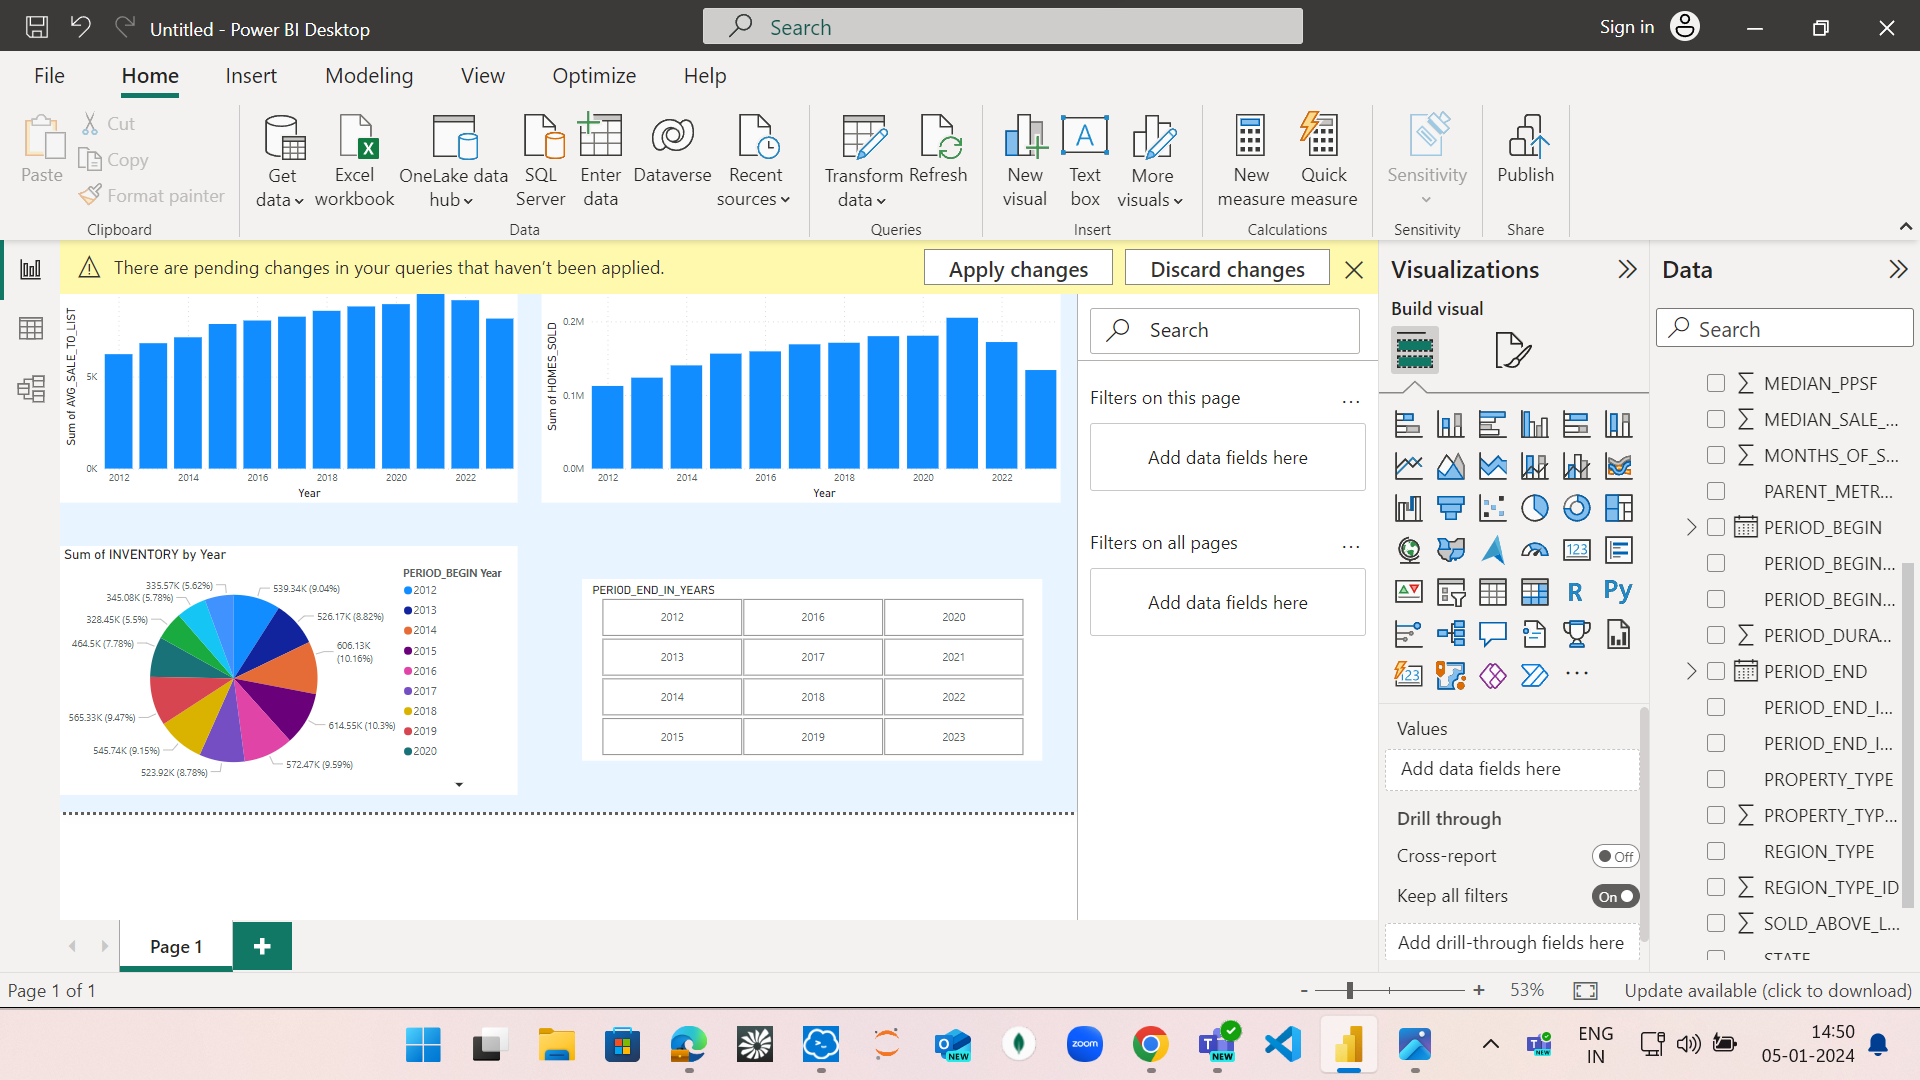 Untitled - Power BI Desktop
Search
Sign in
File
Home
Insert
Modeling
View
Optimize
Help
Paste
Cut
Copy
Format painter
Clipboard
Get data
Excel workbook
OneLake data hub
SQL Server
Enter data
Dataverse
Recent sources
Data
Transform data
Refresh
Queries
New visual
Text box
More visuals
Insert
New measure
Quick measure
Calculations
Sensitivity
Sensitivity
Publish
Share
There are pending changes in your queries that haven't been applied.
Apply changes
Discard changes
Sum of AVG_SALE_TO_LIST
5K
0K
2012
2014
2016
2018
2020
2022
Year
Sum of HOMES_SOLD
0.2M
0.1M
0.0M
2012
2014
2016
2018
2020
2022
Year
Sum of INVENTORY by Year
335.57K (5.62%)
345.08K (5.78%)
328.45K (5.5%)
464.5K (7.78%)
565.33K (9.47%)
545.74K (9.15%)
523.92K (8.78%)
539.34K (9.04%)
526.17K (8.82%)
606.13K
(10.16%)
614.55K (10.3%)
572.47K (9.59%)
PERIOD_BEGIN Year
2012
2013
2014
2015
2016
2017
2018
2019
2020
PERIOD_END_IN_YEARS
2012 2016 2020
2013 2017 2021
2014 2018 2022
2015 2019 2023
Search
Filters on this page
...
Add data fields here
Filters on all pages
...
Add data fields here
Visualizations
Build visual
123
R
Py
123
...
Values
Add data fields here
Drill through
Cross-report
Off
Keep all filters
On
Add drill-through fields here
Data
Search
MEDIAN_PPSF
MEDIAN_SALE_...
MONTHS_OF_S...
PARENT_METR...
PERIOD_BEGIN
PERIOD_BEGIN...
PERIOD_BEGIN...
PERIOD_DURA...
PERIOD_END
PERIOD_END_I...
PERIOD_END_I...
PROPERTY_TYPE
PROPERTY_TYP...
REGION_TYPE
REGION_TYPE_ID
SOLD_ABOVE_L...
STATE
Page 1
Page 1 of 1
- + 53%
Update available (click to download)
NEW
zoom
NEW
ENG
IN
14:50
05-01-2024